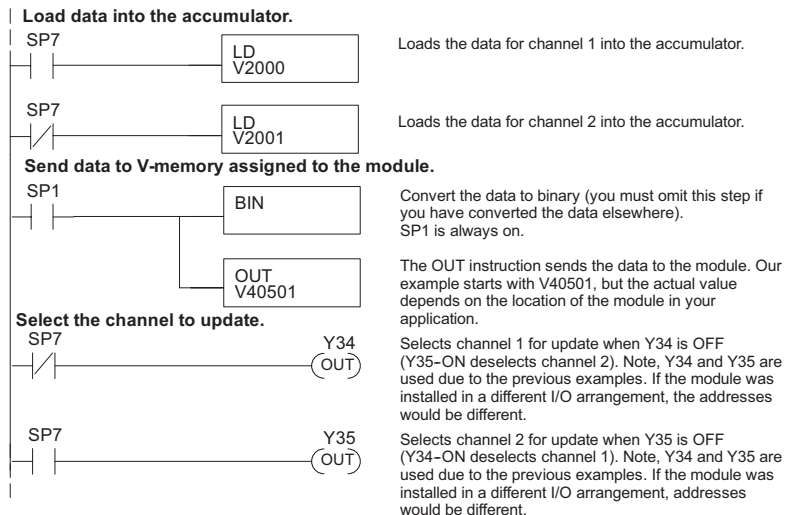 Load data into the accumulator.
SP7
LD
V2000
Loads the data for channel 1 into the accumulator.
SP7
LD
V2001
Loads the data for channel 2 into the accumulator.
Send data to V-memory assigned to the module.
SP1
BIN
Convert the data to binary (you must omit this step if
you have converted the data elsewhere).
SP1 is always on.
OUT
V40501
The OUT instruction sends the data to the module. Our
example starts with V40501, but the actual value
depends on the location of the module in your
application.
Select the channel to update.
SP7
Y34
OUT
Selects channel 1 for update when Y34 is OFF
(Y35-ON deselects channel 2). Note, Y34 and Y35 are
used due to the previous examples. If the module was
installed in a different I/O arrangement, the addresses
would be different.
SP7
Y35
OUT
Selects channel 2 for update when Y35 is OFF
(Y34-ON deselects channel 1). Note, Y34 and Y35 are
used due to the previous examples. If the module was
installed in a different I/O arrangement, addresses
would be different.